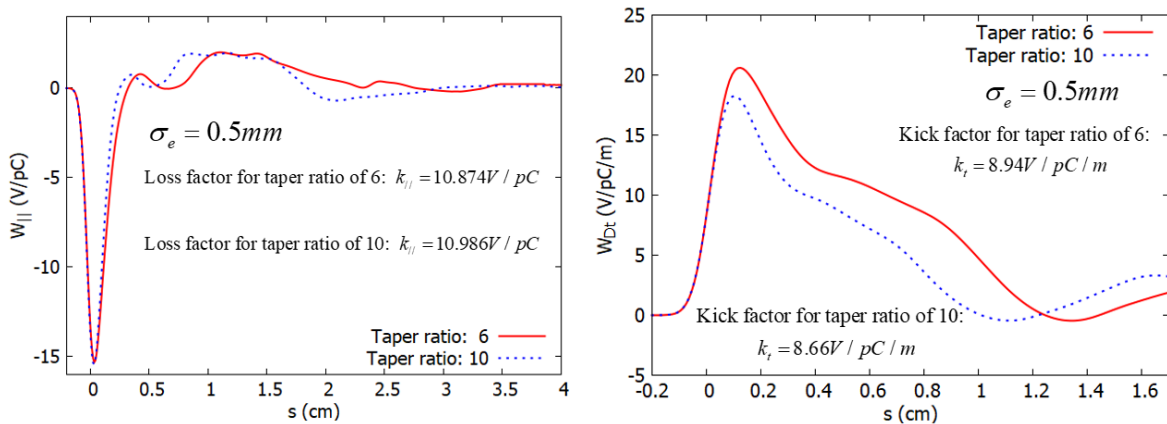 5
0
-5
-10
-15
W|| (V/pC)
σe = 0.5mm
Loss factor for taper ratio of 6: k// = 10.874V / pC
Loss factor for taper ratio of 10: k// = 10.986V / pC
Taper ratio: 6
Taper ratio: 10
0 0.5 1 1.5 2 2.5 3 3.5 4
s (cm)
25
20
15
10
5
0
-5
WDt (V/pC/m)
Taper ratio: 6
Taper ratio: 10
σe = 0.5mm
Kick factor for taper ratio of 6:
kt = 8.94V / pC / m
Kick factor for taper ratio of 10:
kt = 8.66V / pC / m
-0.2 0 0.2 0.4 0.6 0.8 1 1.2 1.4 1.6
s (cm)